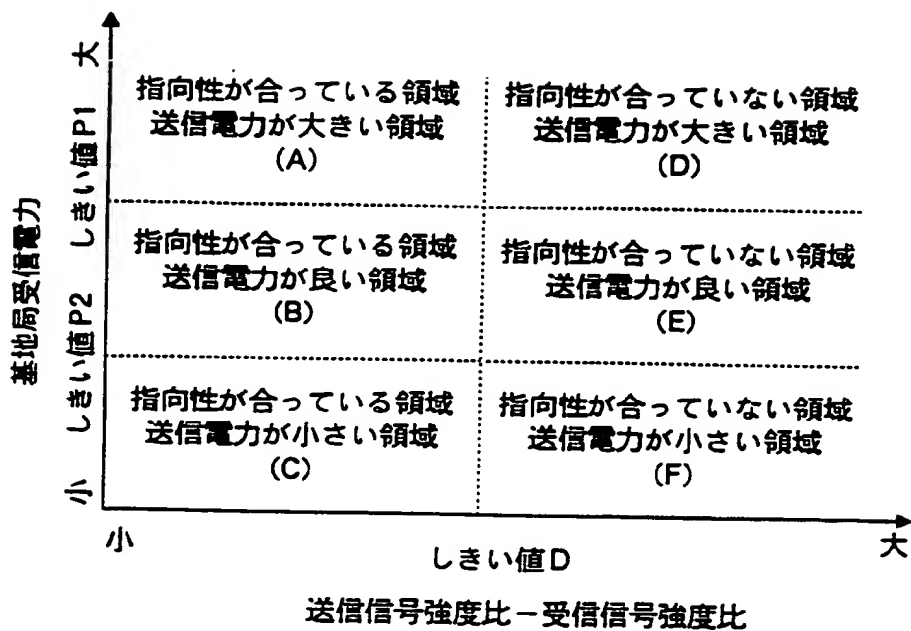 大
しきい値P1
しきい値P2
小
基地局受信電力
指向性が合っている領域
送信電力が大きい領域
(A)
指向性が合っていない領域
送信電力が大きい領域
(D)
指向性が合っている領域
送信電力が良い領域
(B)
指向性が合っていない領域
送信電力が良い領域
(E)
指向性が合っている領域
送信電力が小さい領域
(C)
指向性が合っていない領域
送信電力が小さい領域
(F)
小
しきい値D
大
送信信号強度比－受信信号強度比